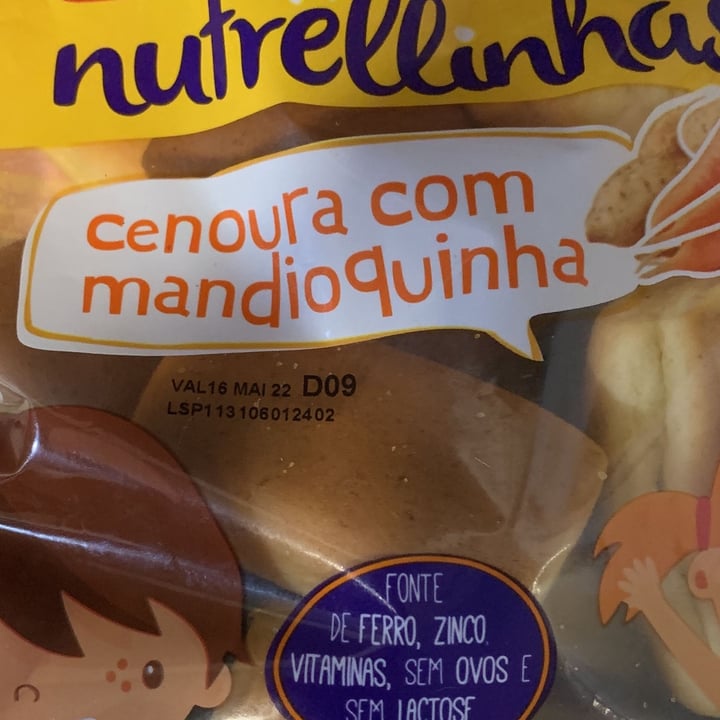 nutrellinhas
cenoura com
mandioquinha
VAL16 MAI 22 D09
LSP113106012402
FONTE
DE FERRO, ZINCO,
VITAMINAS, SEM OVOS E
SEM LACTOSE